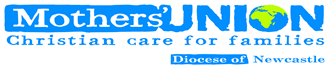 Mothers' UNION
Christian care for families
Diocese of Newcastle